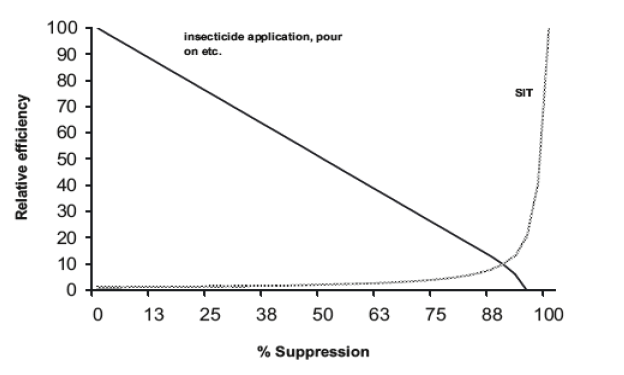 100
90
80
70
60
50
40
30
20
10
0
Relative efficiency
insecticide application, pour
on etc.
SIT
0 13 25 38 50 63 75 88 100
% Suppression